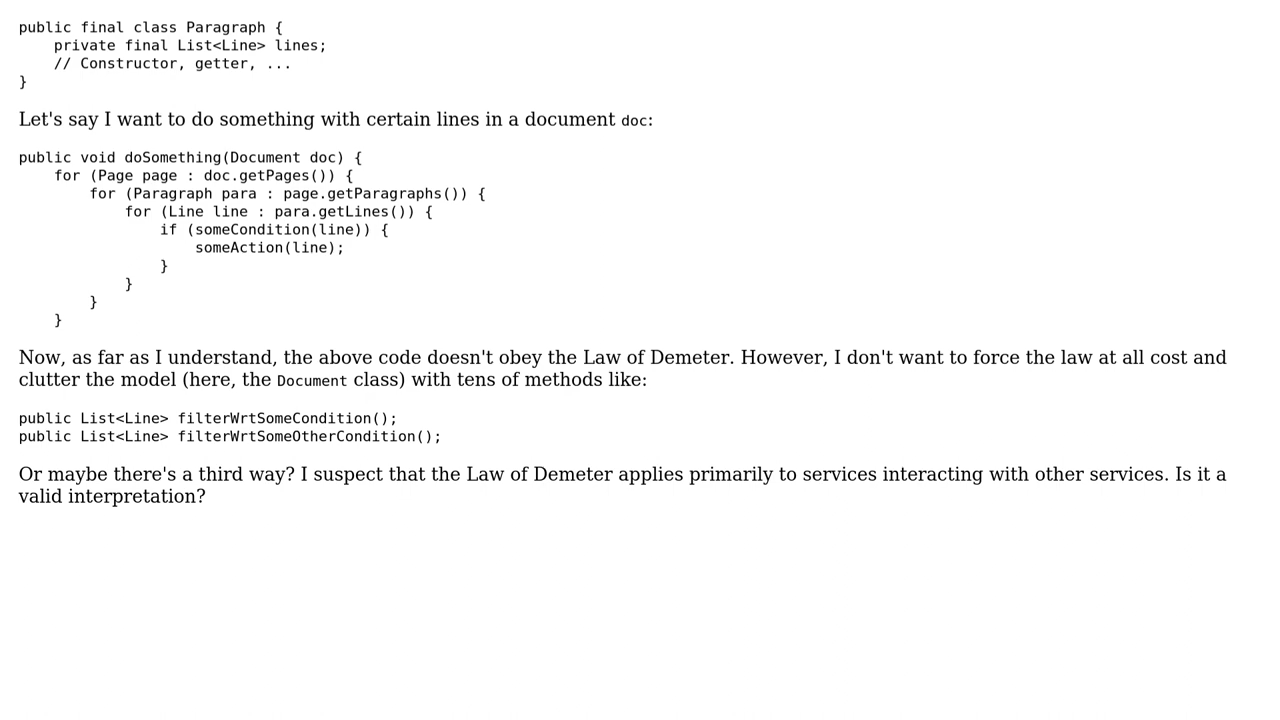 public final class Paragraph {
    private final List<Line> lines;
    // Constructor, getter, ...
}
Let's say I want to do something with certain lines in a document doc:
public void doSomething(Document doc) {
    for (Page page : doc.getPages()) {
        for (Paragraph para : page.getParagraphs()) {
            for (Line line : para.getLines()) {
                if (someCondition(line)) {
                    someAction(line);
                }
            }
        }
    }
Now, as far as I understand, the above code doesn't obey the Law of Demeter. However, I don't want to force the law at all cost and
clutter the model (here, the Document class) with tens of methods like:
public List<Line> filterWrtSomeCondition();
public List<Line> filterWrtSomeOtherCondition();
Or maybe there's a third way? I suspect that the Law of Demeter applies primarily to services interacting with other services. Is it a
valid interpretation?